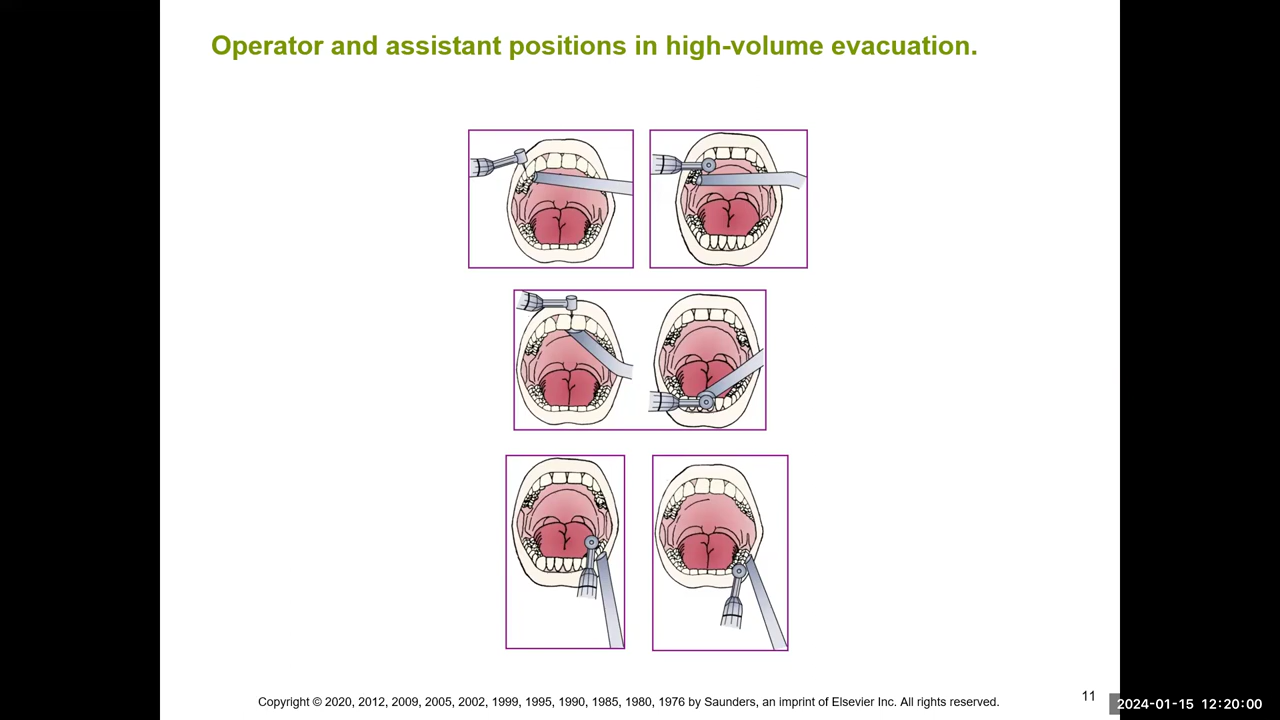 Operator and assistant positions in high-volume evacuation.
Copyright © 2020, 2012, 2009, 2005, 2002, 1999, 1995, 1990, 1985, 1980, 1976 by Saunders, an imprint of Elsevier Inc. All rights reserved.
11
2024-01-15 12:20:00